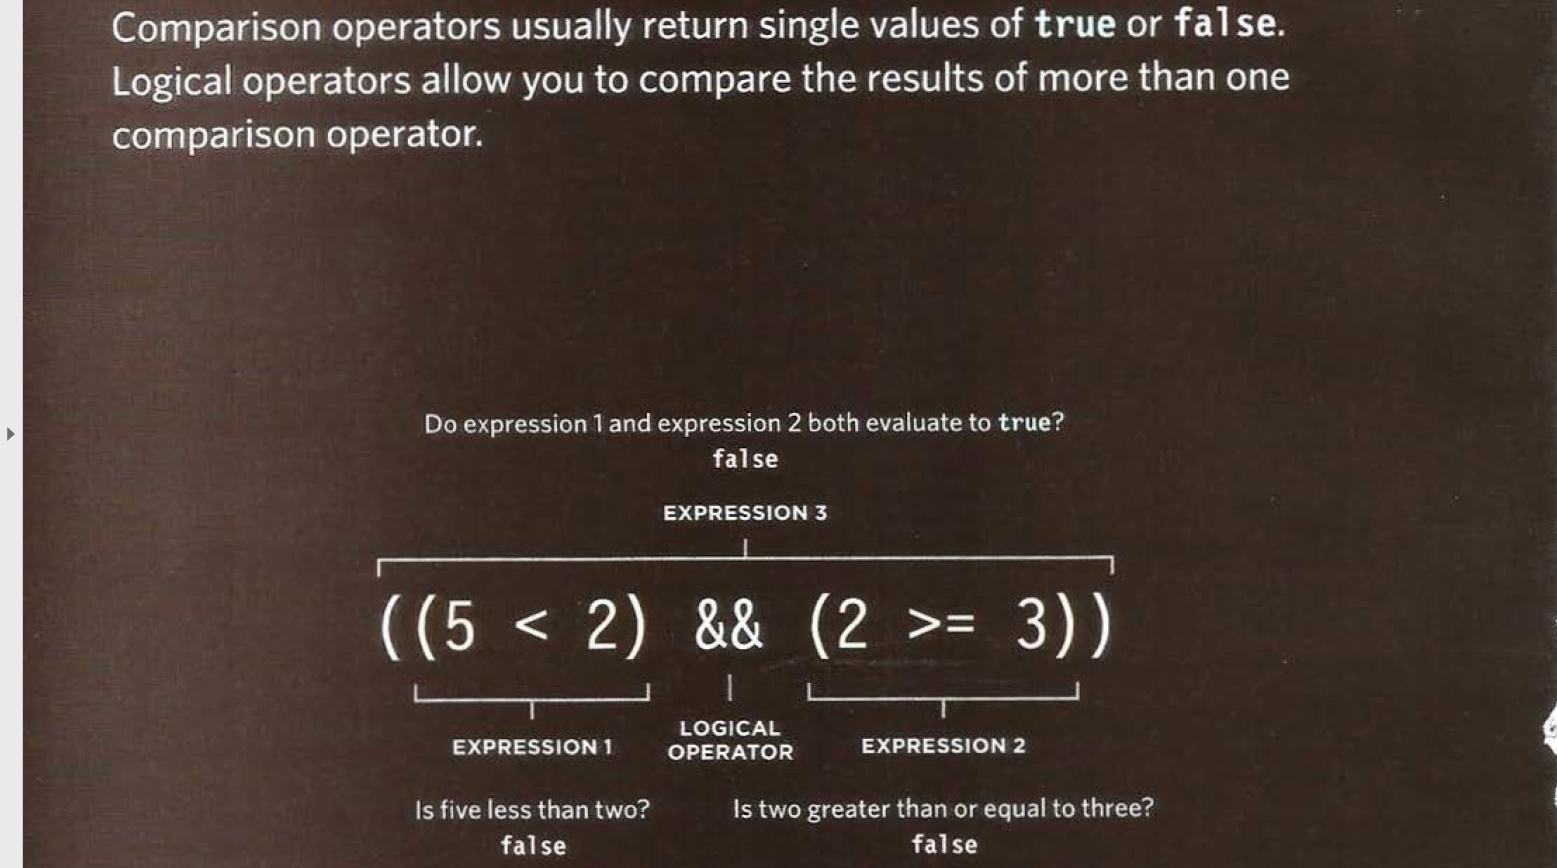 Comparison operators usually return single values of true or false.
Logical operators allow you to compare the results of more than one
comparison operator.
Do expression 1 and expression 2 both evaluate to true?
false
EXPRESSION 3
((5 < 2) && (2 >= 3))
EXPRESSION 1
LOGICAL
OPERATOR
EXPRESSION 2
Is five less than two?
false
Is two greater than or equal to three?
false